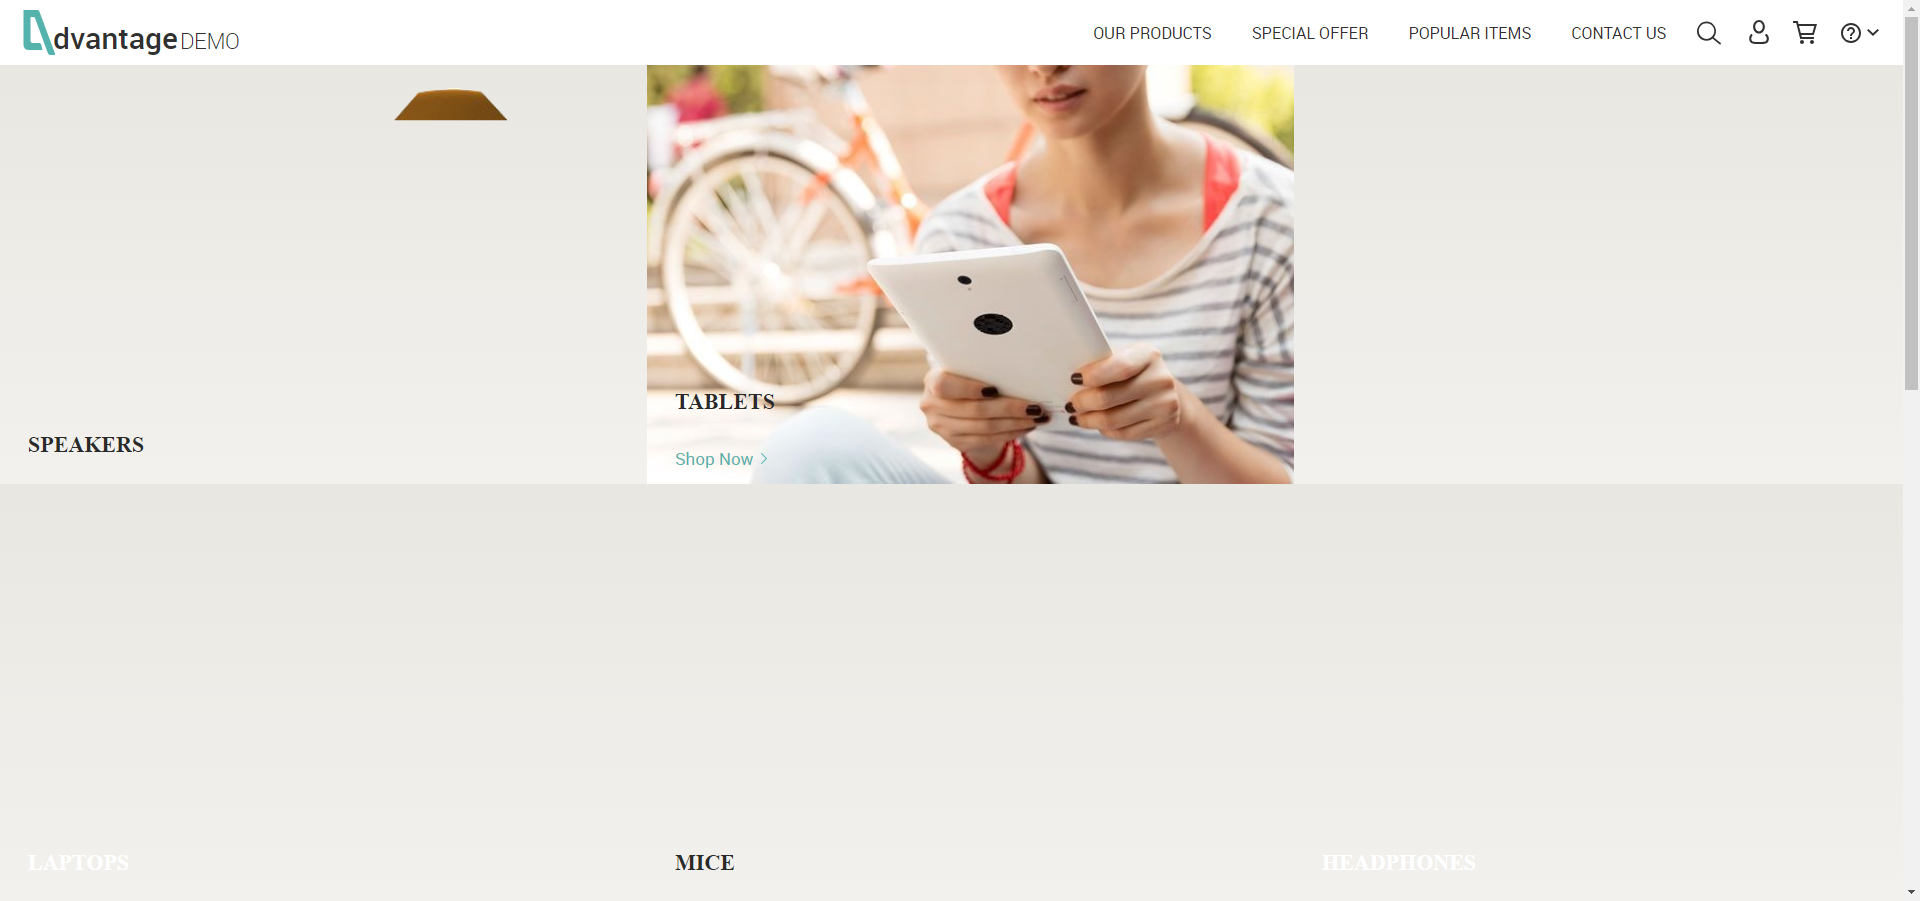 dvantage DEMO
OUR PRODUCTS
SPECIAL OFFER
POPULAR ITEMS
CONTACT US
TABLETS
SPEAKERS
Shop Now
LAPTOPS
MICE
HEADPHONES